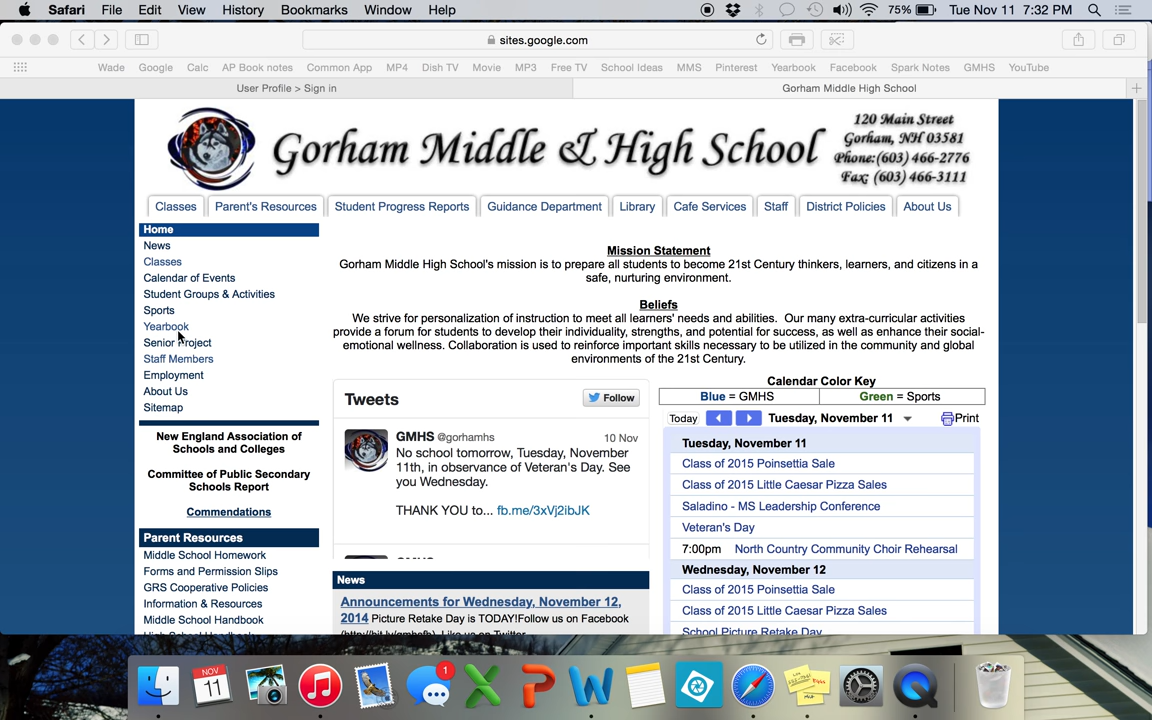 Safari File Edit View History Bookmarks Window Help 75% Tue Nov 11 7:32 PM
sites.google.com
Wade Google Calc AP Book notes Common App MP4 Dish TV Movie MP3 Free TV School Ideas MMS Pinterest Yearbook Facebook Spark Notes GMHS YouTube
User Profile > Sign in Gorham Middle High School
Gorham Middle & High School
120 Main Street
Gorham, NH 03581
Phone:(603) 466-2776
Fax: (603) 466-3111
Classes Parent's Resources Student Progress Reports Guidance Department Library Cafe Services Staff District Policies About Us
Home
News
Classes
Calendar of Events
Student Groups & Activities
Sports
Yearbook
Senior Project
Staff Members
Employment
About Us
Sitemap
New England Association of
Schools and Colleges
Committee of Public Secondary
Schools Report
Commendations
Parent Resources
Middle School Homework
Forms and Permission Slips
GRS Cooperative Policies
Information & Resources
Middle School Handbook
Mission Statement
Gorham Middle High School's mission is to prepare all students to become 21st Century thinkers, learners, and citizens in a
safe, nurturing environment.
Beliefs
We strive for personalization of instruction to meet all learners' needs and abilities. Our many extra-curricular activities
provide a forum for students to develop their individuality, strengths, and potential for success, as well as enhance their social-
emotional wellness. Collaboration is used to reinforce important skills necessary to be utilized in the community and global
environments of the 21st Century.
Tweets Follow
GMHS @gorhamhs 10 Nov
No school tomorrow, Tuesday, November
11th, in observance of Veteran's Day. See
you Wednesday.
THANK YOU to... fb.me/3xVj2ibJK
News
Announcements for Wednesday, November 12,
2014 Picture Retake Day is TODAY!Follow us on Facebook
(http://bit.ly/gmhsfb). Like us on Twitter
Calendar Color Key
Blue = GMHS Green = Sports
Today Tuesday, November 11 Print
Tuesday, November 11
Class of 2015 Poinsettia Sale
Class of 2015 Little Caesar Pizza Sales
Saladino - MS Leadership Conference
Veteran's Day
7:00pm North Country Community Choir Rehearsal
Wednesday, November 12
Class of 2015 Poinsettia Sale
Class of 2015 Little Caesar Pizza Sales
School Picture Retake Day
NOV
11
1